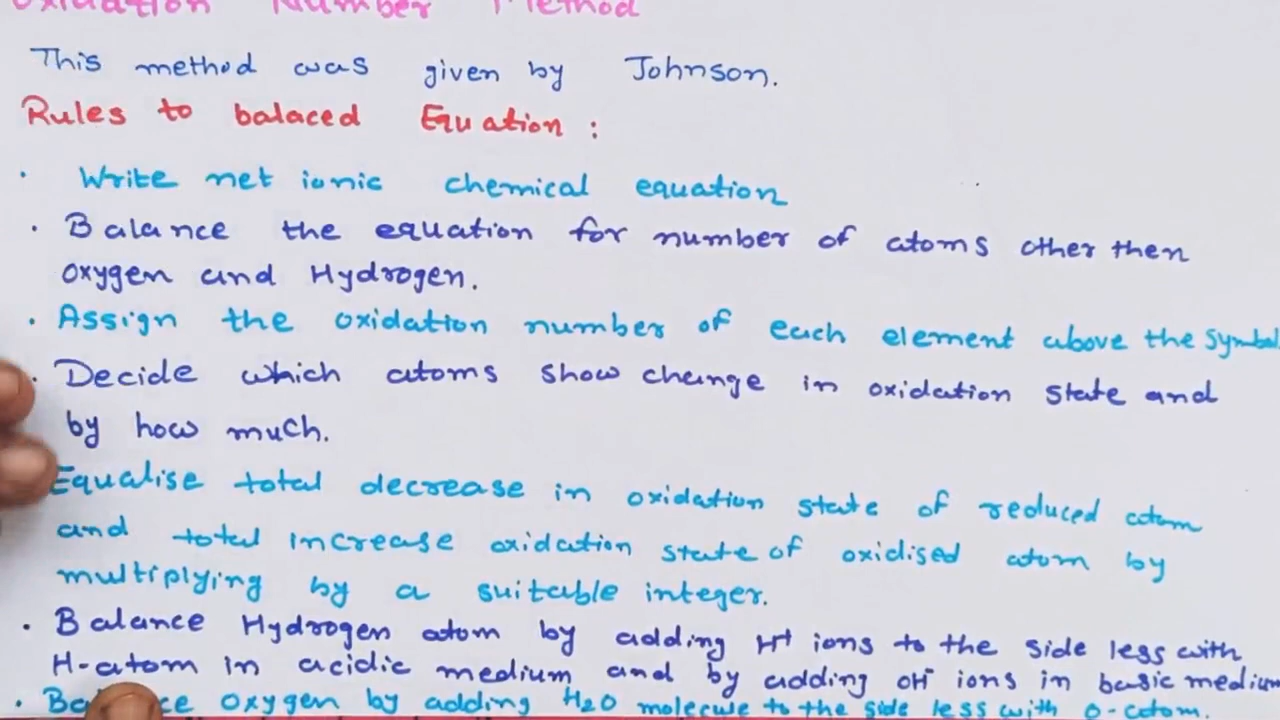 Oxidation Number Method
This method was given by Johnson.
Rules to balaced Equation :
· Write net ionic chemical equation
· Balance the equation for number of atoms other then
oxygen and Hydrogen.
· Assign the oxidation number of each element above the symbol.
· Decide which atoms show change in oxidation state and
by how much.
Equalise total decrease in oxidation state of reduced atom
and total increase oxidation state of oxidised atom by
multiplying by a suitable integer.
· Balance Hydrogen atom by adding H+ ions to the side less with
H-atom in acidic medium and by adding OH- ions in basic medium
· Balance oxygen by adding H2O molecule to the side less with O-atom.